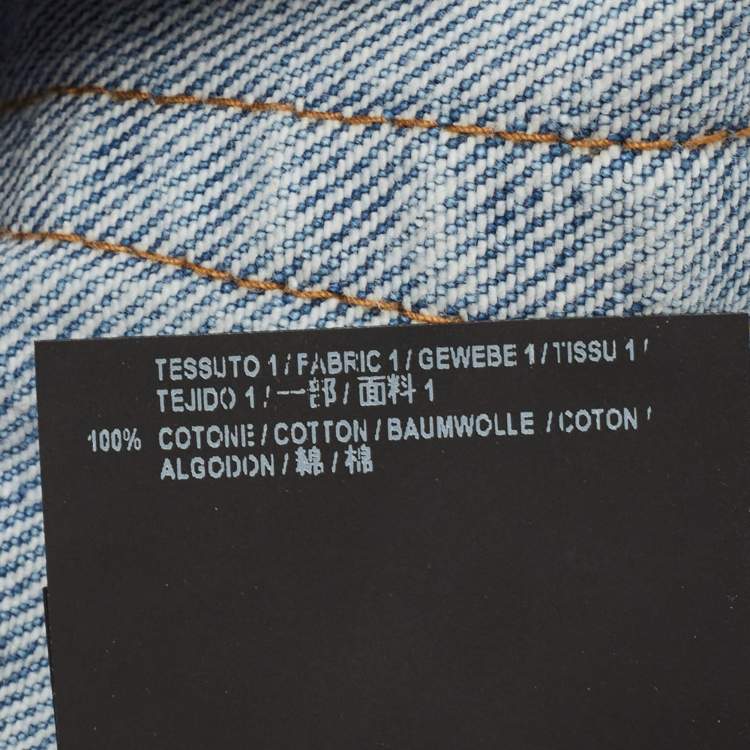 TESSUTO 1 / FABRIC 1 / GEWEBE 1 / TISSU 1 /
TEJIDO 1 / 一部 / 面料 1
100% COTONE / COTTON / BAUMWOLLE / COTON /
ALGODON / 綿 / 棉